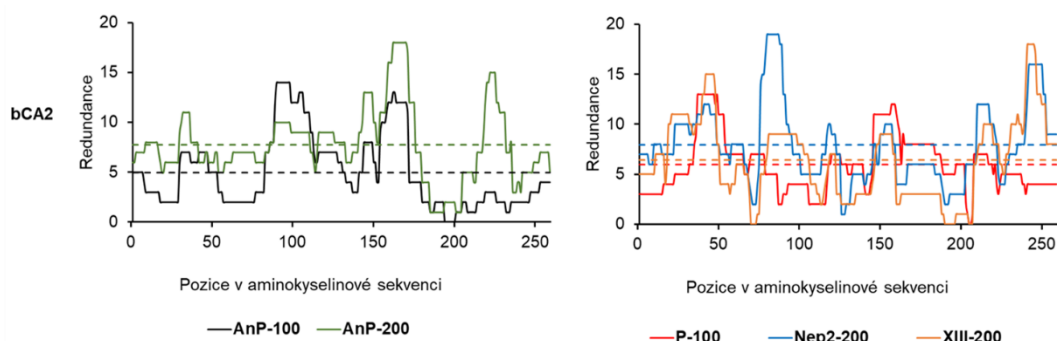 bCA2
Redundance
20
15
10
5
0
0 50 100 150 200 250
Pozice v aminokyselinové sekvenci
AnP-100 AnP-200
Redundance
20
15
10
5
0
0 50 100 150 200 250
Pozice v aminokyselinové sekvenci
P-100 Nep2-200 XIII-200